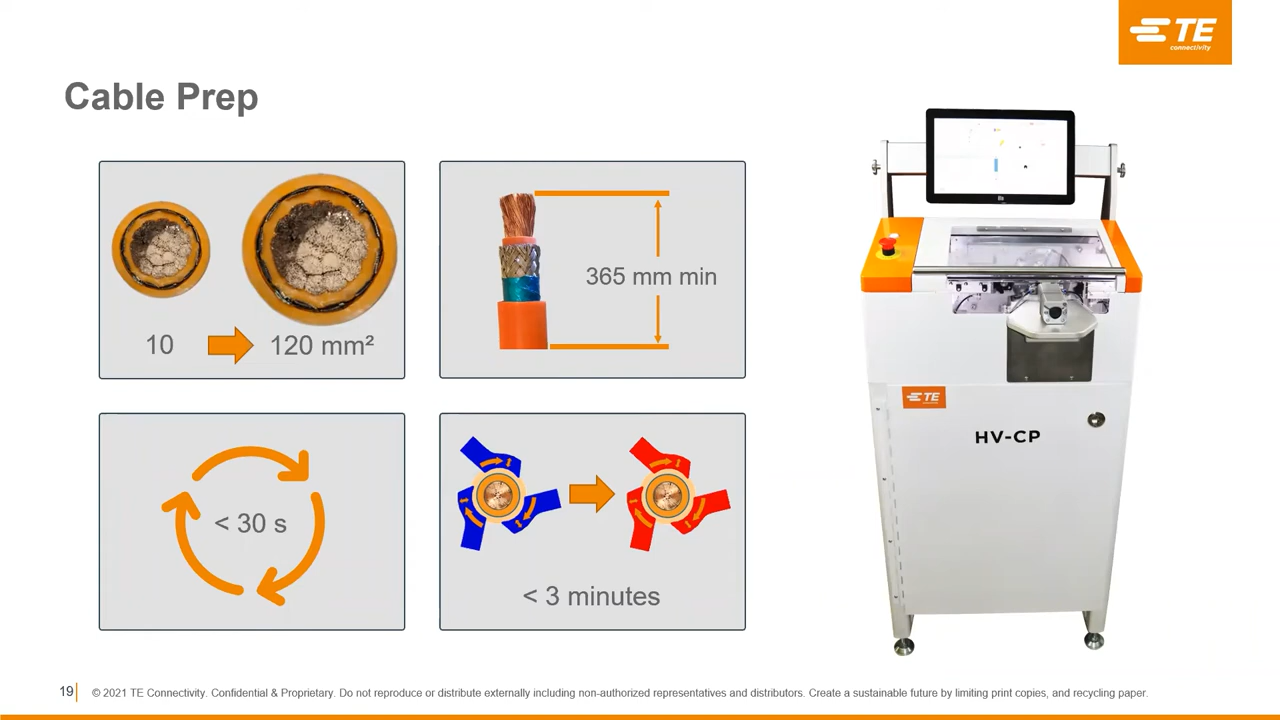 TE
connectivity
Cable Prep
10
120 mm²
365 mm min
< 30 s
< 3 minutes
TE
HV-CP
19
© 2021 TE Connectivity. Confidential & Proprietary. Do not reproduce or distribute externally including non-authorized representatives and distributors. Create a sustainable future by limiting print copies, and recycling paper.